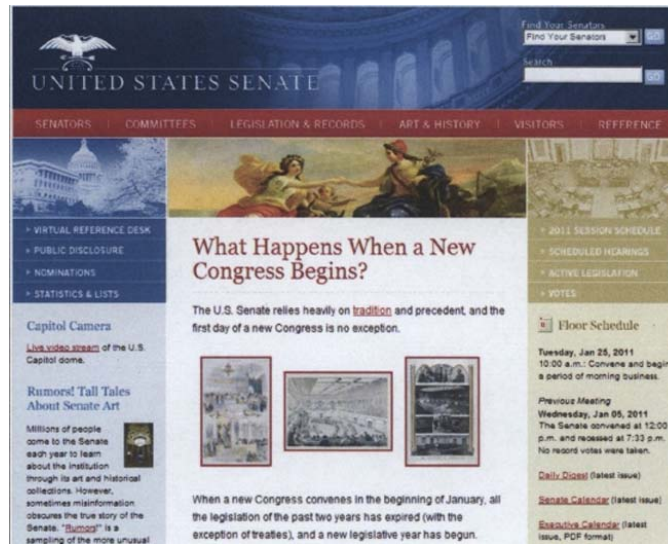 Find Your Senators
Find Your Senators GO
Search
GO
UNITED STATES SENATE
SENATORS | COMMITTEES | LEGISLATION & RECORDS | ART & HISTORY | VISITORS | REFERENCE
» VIRTUAL REFERENCE DESK
» PUBLIC DISCLOSURE
» NOMINATIONS
» STATISTICS & LISTS
Capitol Camera
Live video stream of the U.S.
Capitol dome.
Rumors! Tall Tales
About Senate Art
Millions of people
come to the Senate
each year to learn
about the institution
through its art and historical
collections. However,
sometimes misinformation
obscures the true story of the
Senate. "Rumors!" is a
sampling of the more unusual
What Happens When a New
Congress Begins?
The U.S. Senate relies heavily on tradition and precedent, and the
first day of a new Congress is no exception.
When a new Congress convenes in the beginning of January, all
the legislation of the past two years has expired (with the
exception of treaties), and a new legislative year has begun.
» 2011 SESSION SCHEDULE
» SCHEDULED HEARINGS
» ACTIVE LEGISLATION
» VOTES
Floor Schedule
Tuesday, Jan 25, 2011
10:00 a.m.: Convene and begin
a period of morning business.
Previous Meeting
Wednesday, Jan 05, 2011
The Senate convened at 12:00
p.m. and recessed at 7:33 p.m.
No record votes were taken.
Daily Digest (latest issue)
Senate Calendar (latest issue)
Executive Calendar (latest
issue, PDF format)